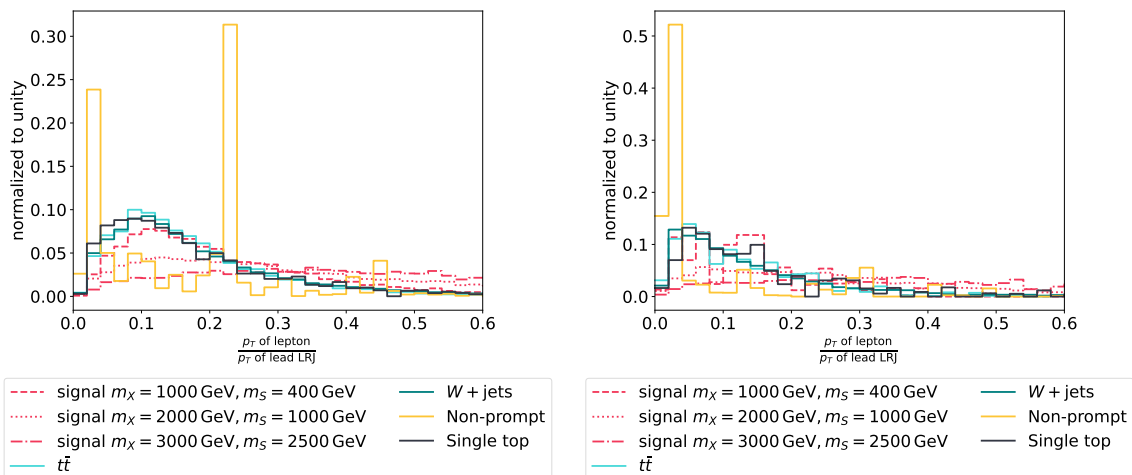 normalized to unity
0.30
0.25
0.20
0.15
0.10
0.05
0.00
0.0 0.1 0.2 0.3 0.4 0.5 0.6
p_T of lepton
p_T of lead LRJ
signal m_X = 1000 GeV, m_S = 400 GeV
signal m_X = 2000 GeV, m_S = 1000 GeV
signal m_X = 3000 GeV, m_S = 2500 GeV
tt̄
W + jets
Non-prompt
Single top
normalized to unity
0.5
0.4
0.3
0.2
0.1
0.0
0.0 0.1 0.2 0.3 0.4 0.5 0.6
p_T of lepton
p_T of lead LRJ
signal m_X = 1000 GeV, m_S = 400 GeV
signal m_X = 2000 GeV, m_S = 1000 GeV
signal m_X = 3000 GeV, m_S = 2500 GeV
tt̄
W + jets
Non-prompt
Single top